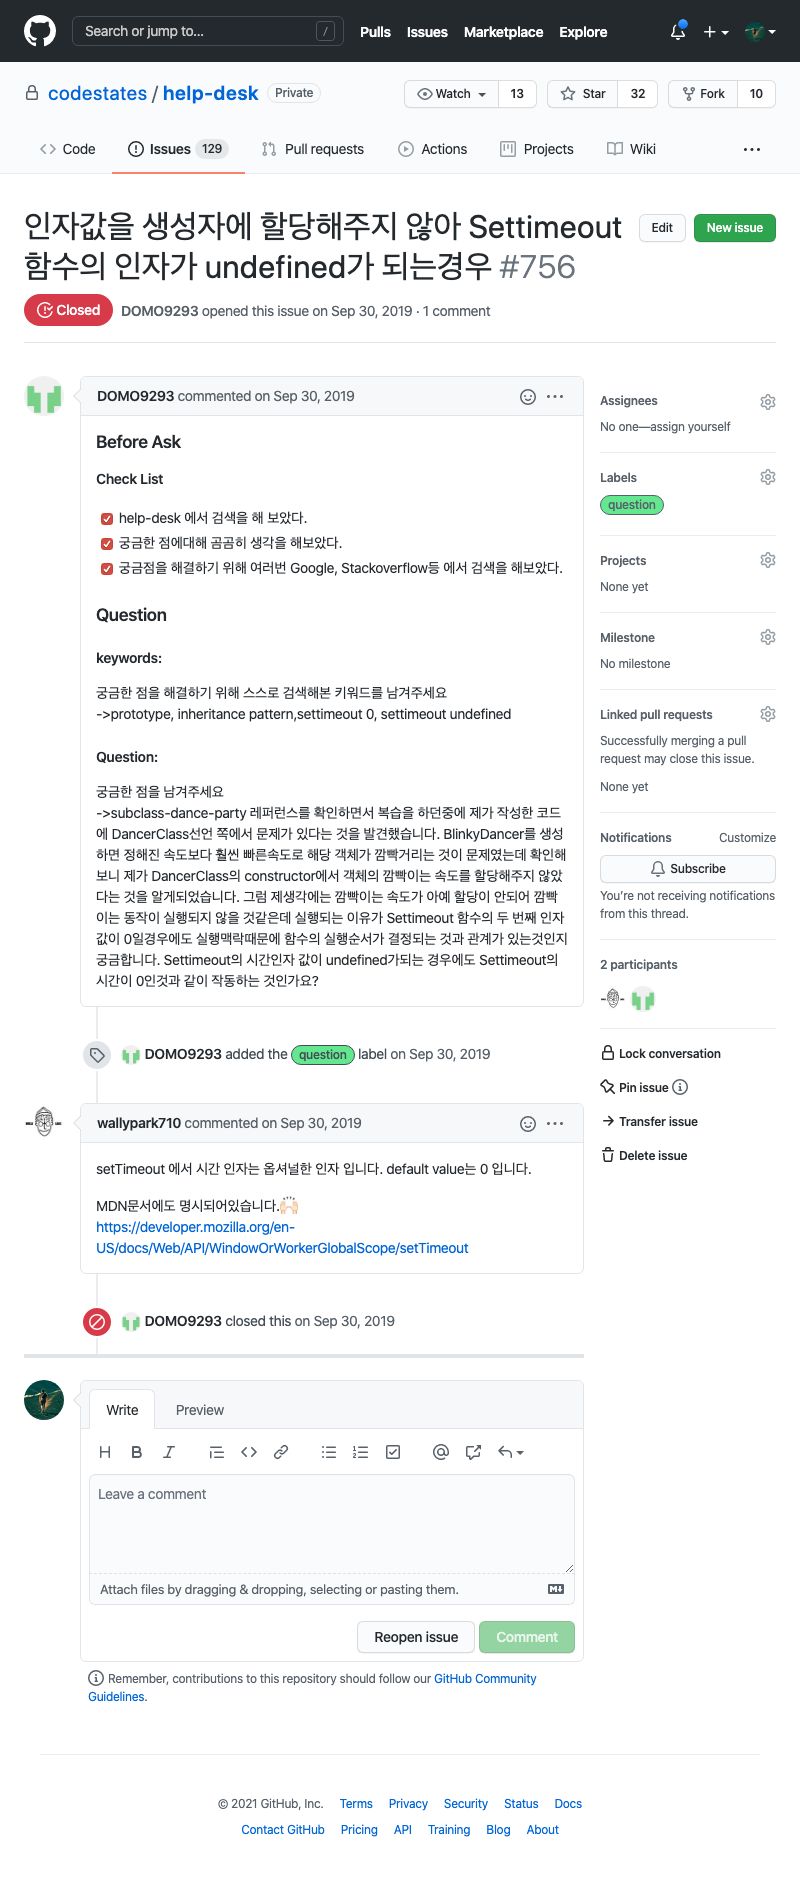 Search or jump to...
/
Pulls
Issues
Marketplace
Explore
codestates / help-desk
Private
Watch
13
Star
32
Fork
10
Code
Issues 129
Pull requests
Actions
Projects
Wiki
인자값을 생성자에 할당해주지 않아 Settimeout
함수의 인자가 undefined가 되는경우 #756
Edit
New issue
Closed
DOMO9293 opened this issue on Sep 30, 2019 · 1 comment
DOMO9293 commented on Sep 30, 2019
Before Ask
Check List
help-desk 에서 검색을 해 보았다.
궁금한 점에대해 곰곰히 생각을 해보았다.
궁금점을 해결하기 위해 여러번 Google, Stackoverflow등 에서 검색을 해보았다.
Question
keywords:
궁금한 점을 해결하기 위해 스스로 검색해본 키워드를 남겨주세요
->prototype, inheritance pattern,settimeout 0, settimeout undefined
Question:
궁금한 점을 남겨주세요
->subclass-dance-party 레퍼런스를 확인하면서 복습을 하던중에 제가 작성한 코드
에 DancerClass선언 쪽에서 문제가 있다는 것을 발견했습니다. BlinkyDancer를 생성
하면 정해진 속도보다 훨씬 빠른속도로 해당 객체가 깜빡거리는 것이 문제였는데 확인해
보니 제가 DancerClass의 constructor에서 객체의 깜빡이는 속도를 할당해주지 않았
다는 것을 알게되었습니다. 그럼 제생각에는 깜빡이는 속도가 아예 할당이 안되어 깜빡
이는 동작이 실행되지 않을 것같은데 실행되는 이유가 Settimeout 함수의 두 번째 인자
값이 0일경우에도 실행맥락때문에 함수의 실행순서가 결정되는 것과 관계가 있는것인지
궁금합니다. Settimeout의 시간인자 값이 undefined가되는 경우에도 Settimeout의
시간이 0인것과 같이 작동하는 것인가요?
DOMO9293 added the question label on Sep 30, 2019
wallypark710 commented on Sep 30, 2019
setTimeout 에서 시간 인자는 옵셔널한 인자 입니다. default value는 0 입니다.
MDN문서에도 명시되어있습니다.🙌🏻
https://developer.mozilla.org/en-
US/docs/Web/API/WindowOrWorkerGlobalScope/setTimeout
DOMO9293 closed this on Sep 30, 2019
Assignees
No one—assign yourself
Labels
question
Projects
None yet
Milestone
No milestone
Linked pull requests
Successfully merging a pull
request may close this issue.
None yet
Notifications
Customize
Subscribe
You're not receiving notifications
from this thread.
2 participants
Lock conversation
Pin issue
Transfer issue
Delete issue
Write
Preview
Leave a comment
Attach files by dragging & dropping, selecting or pasting them.
Reopen issue
Comment
Remember, contributions to this repository should follow our GitHub Community
Guidelines.
© 2021 GitHub, Inc.
Terms
Privacy
Security
Status
Docs
Contact GitHub
Pricing
API
Training
Blog
About